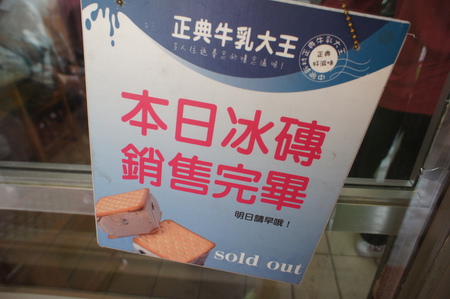 正典牛乳大王
本日冰磚
銷售完畢
明日請早哦！
sold out